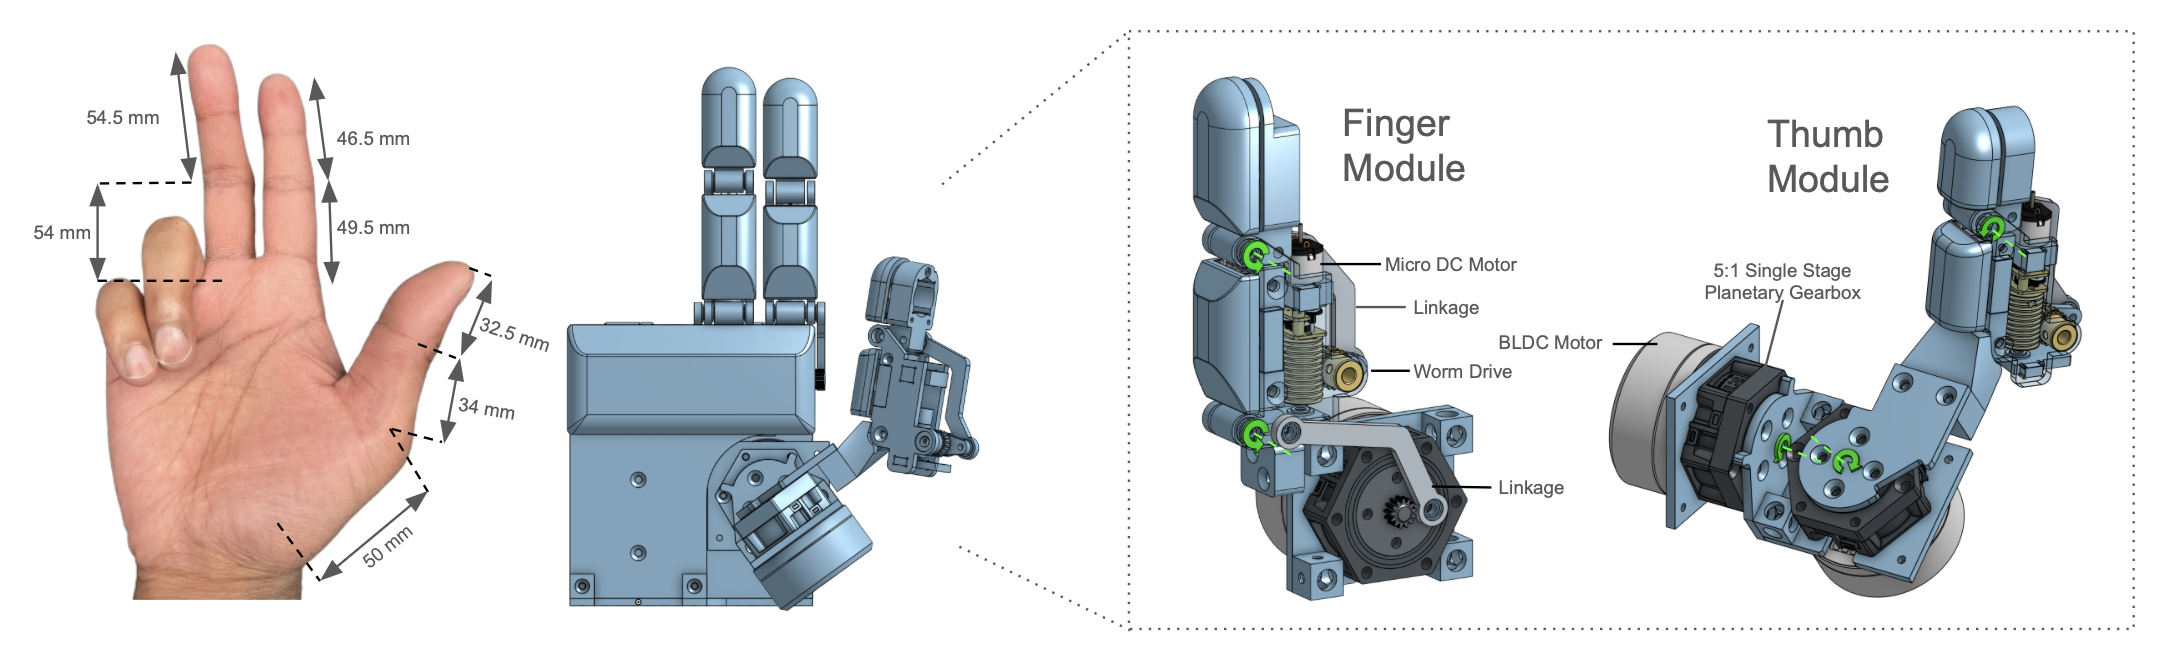 54.5 mm
46.5 mm
54 mm
49.5 mm
32.5 mm
34 mm
50 mm
Finger
Module
Micro DC Motor
Linkage
Worm Drive
Linkage
Thumb
Module
5:1 Single Stage
Planetary Gearbox
BLDC Motor